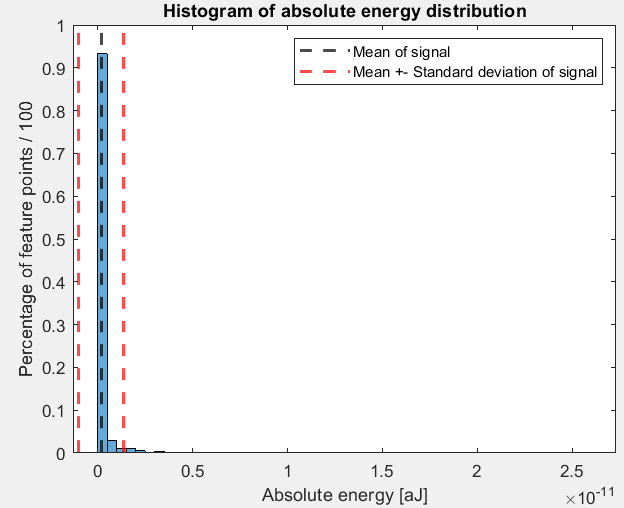 Histogram of absolute energy distribution
Mean of signal
Mean +- Standard deviation of signal
Percentage of feature points / 100
1
0.9
0.8
0.7
0.6
0.5
0.4
0.3
0.2
0.1
0
0 0.5 1 1.5 2 2.5
Absolute energy [aJ]
×10⁻¹¹